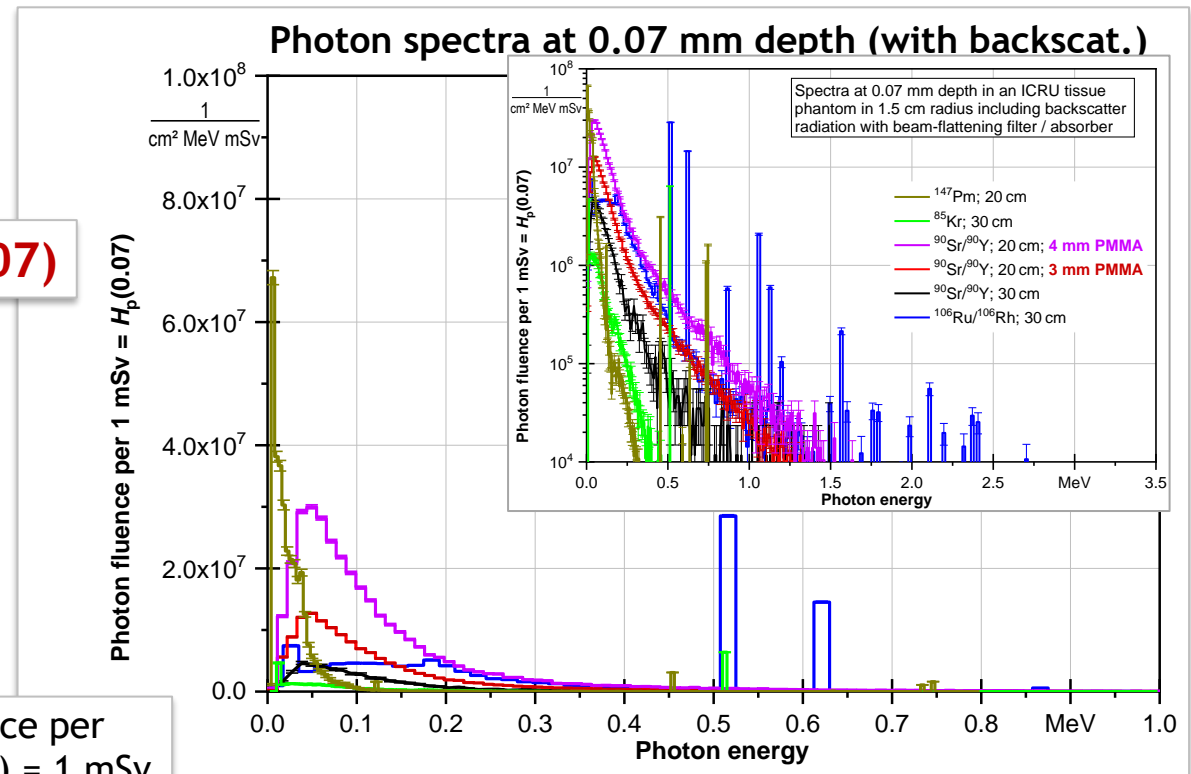 Photon spectra at 0.07 mm depth (with backscat.)
07)
ce per
) = 1 mSv
Photon fluence per 1 mSv = Hp(0.07)
1.0x10⁸
1
cm² MeV mSv
8.0x10⁷
6.0x10⁷
4.0x10⁷
2.0x10⁷
0.0
0.0 0.1 0.2 0.3 0.4 0.5 0.6 0.7 0.8 MeV 1.0
Photon energy
Photon fluence per 1 mSv = Hp(0.07)
10⁸
1
cm² MeV mSv
10⁷
10⁶
10⁵
10⁴
0.0 0.5 1.0 1.5 2.0 2.5 MeV 3.5
Photon energy
Spectra at 0.07 mm depth in an ICRU tissue
phantom in 1.5 cm radius including backscatter
radiation with beam-flattening filter / absorber
¹⁴⁷Pm; 20 cm
⁸⁵Kr; 30 cm
⁹⁰Sr/⁹⁰Y; 20 cm; 4 mm PMMA
⁹⁰Sr/⁹⁰Y; 20 cm; 3 mm PMMA
⁹⁰Sr/⁹⁰Y; 30 cm
¹⁰⁶Ru/¹⁰⁶Rh; 30 cm